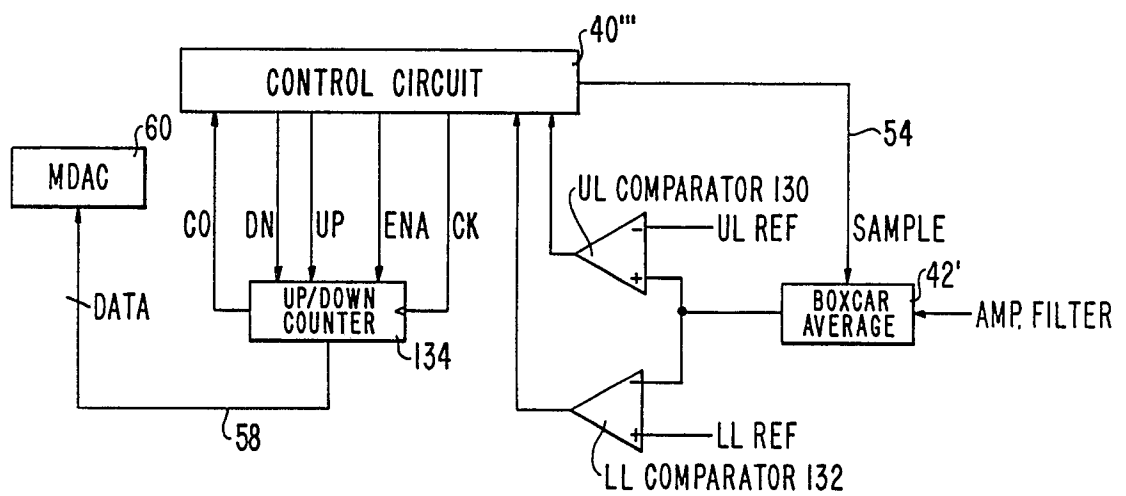 40'''
CONTROL CIRCUIT
60
MDAC
54
UL COMPARATOR 130
CO
DN
UP
ENA
CK
-
UL REF
SAMPLE
+
42'
DATA
UP/DOWN
COUNTER
BOXCAR
AVERAGE
AMP. FILTER
134
-
58
+
LL REF
LL COMPARATOR 132